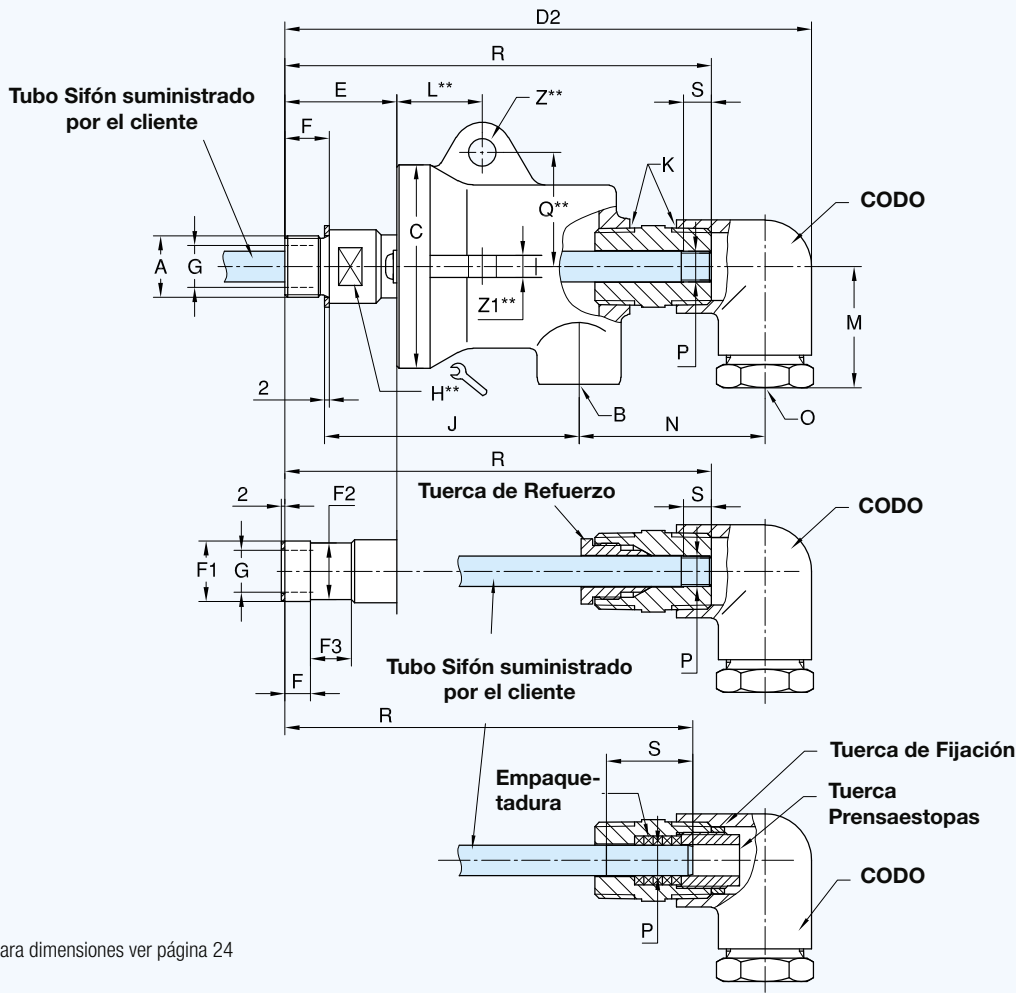 D2
R
Tubo Sifón suministrado
por el cliente
E
L**
Z**
S
F
K
CODO
Q**
C
A
G
Z1**
M
P
2
H**
B
O
J
N
R
Tuerca de Refuerzo
S
CODO
2
F2
F1
G
F3
P
Tubo Sifón suministrado
por el cliente
F
R
Tuerca de Fijación
S
Empaque-
tadura
Tuerca
Prensaestopas
CODO
P
ara dimensiones ver página 24